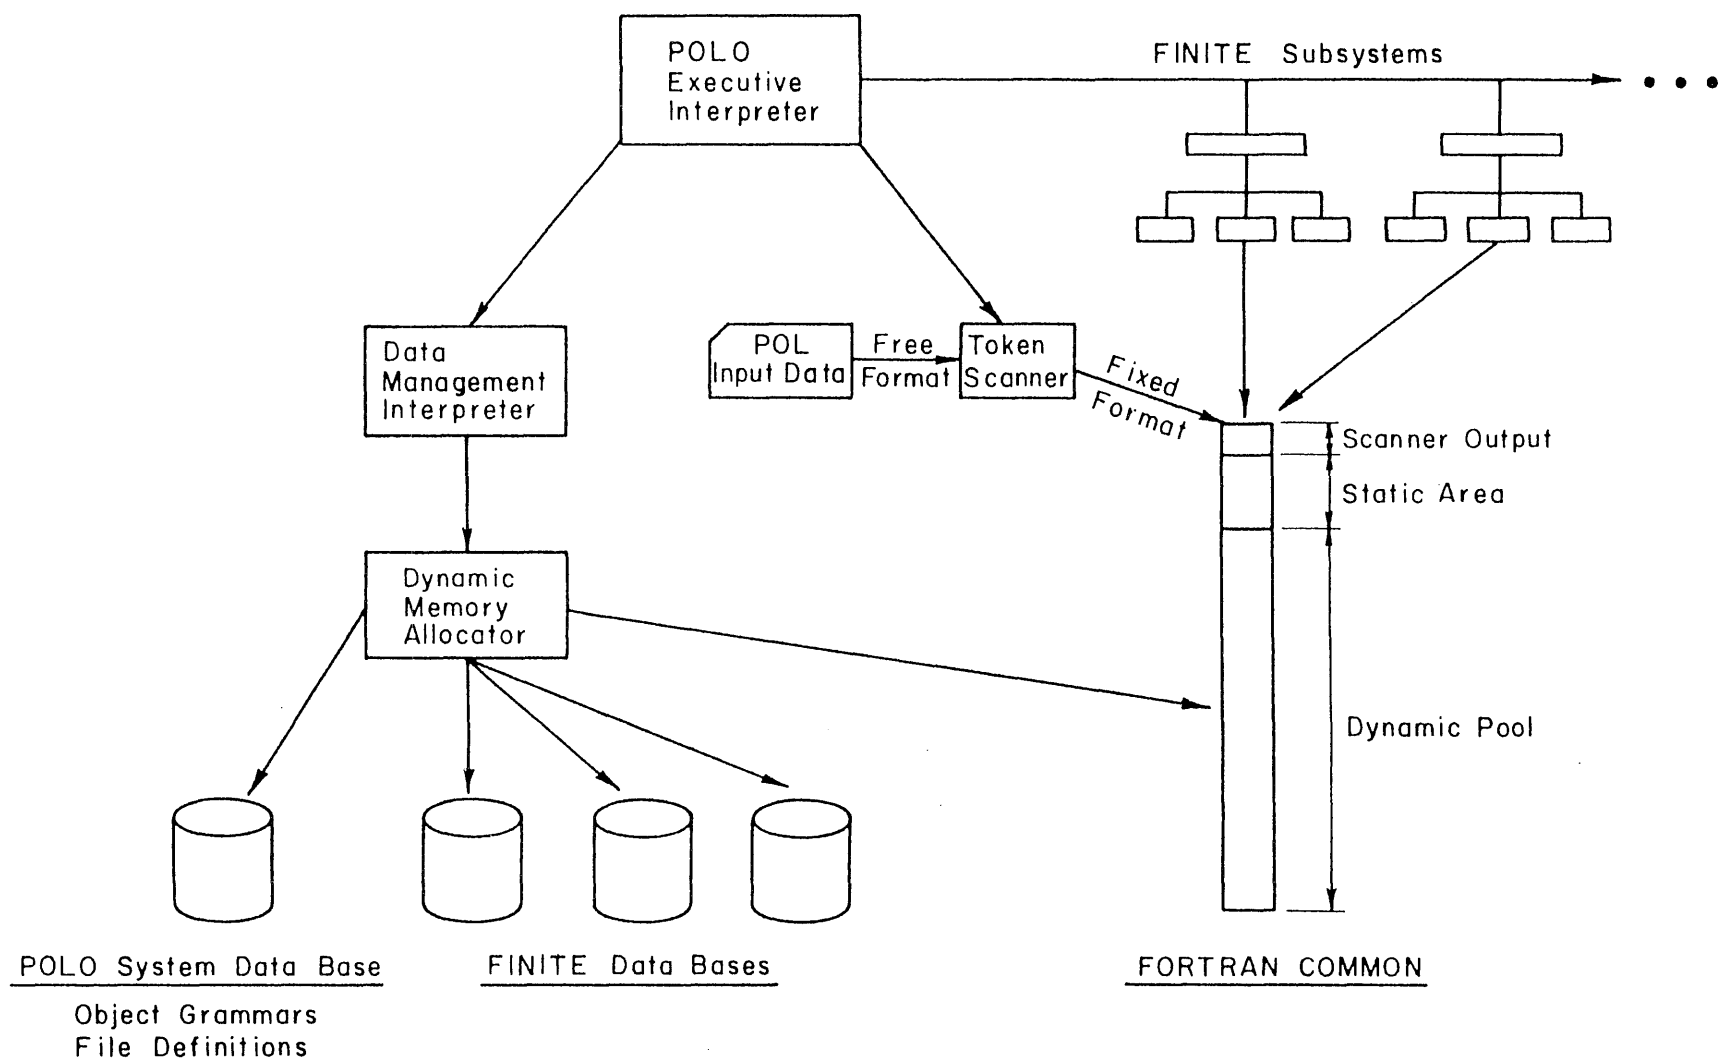 POLO
Executive
Interpreter
FINITE Subsystems
Data
Management
Interpreter
POL
Input Data
Free
Format
Token
Scanner
Fixed
Format
Scanner Output
Static Area
Dynamic
Memory
Allocator
Dynamic Pool
POLO System Data Base
Object Grammars
File Definitions
FINITE Data Bases
FORTRAN COMMON